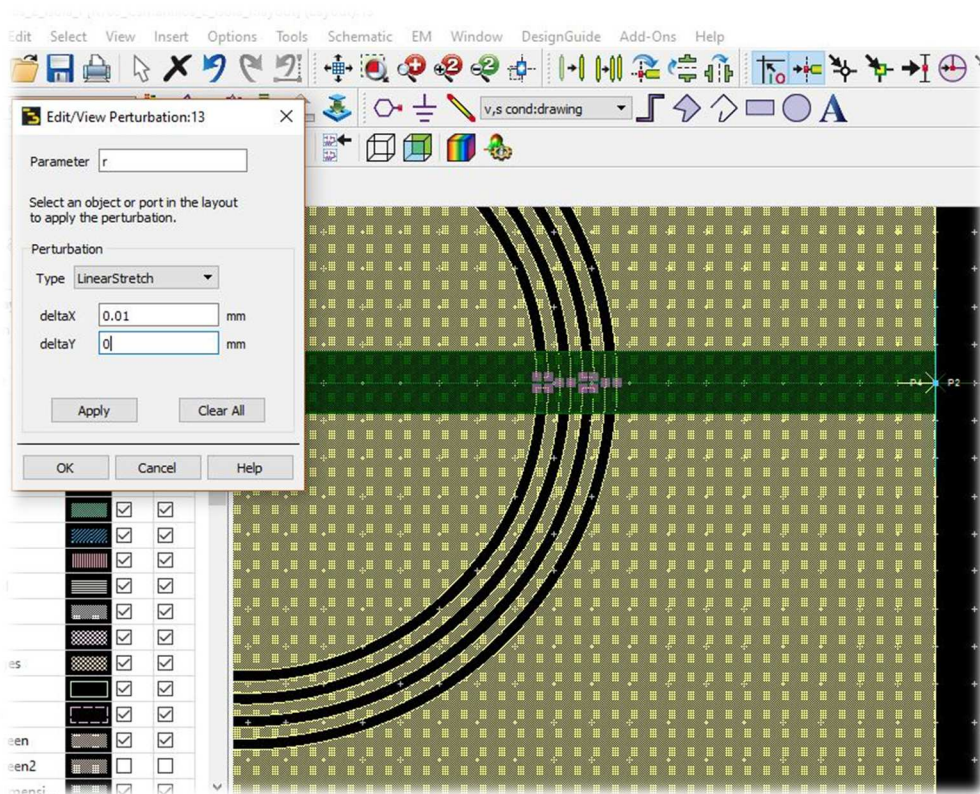 Edit Select View Insert Options Tools Schematic EM Window DesignGuide Add-Ons Help
v,s cond:drawing
Edit/View Perturbation:13
Parameter r
Select an object or port in the layout
to apply the perturbation.
Perturbation
Type LinearStretch
deltaX 0.01 mm
deltaY 0 mm
Apply Clear All
OK Cancel Help
P2
es
een
een2